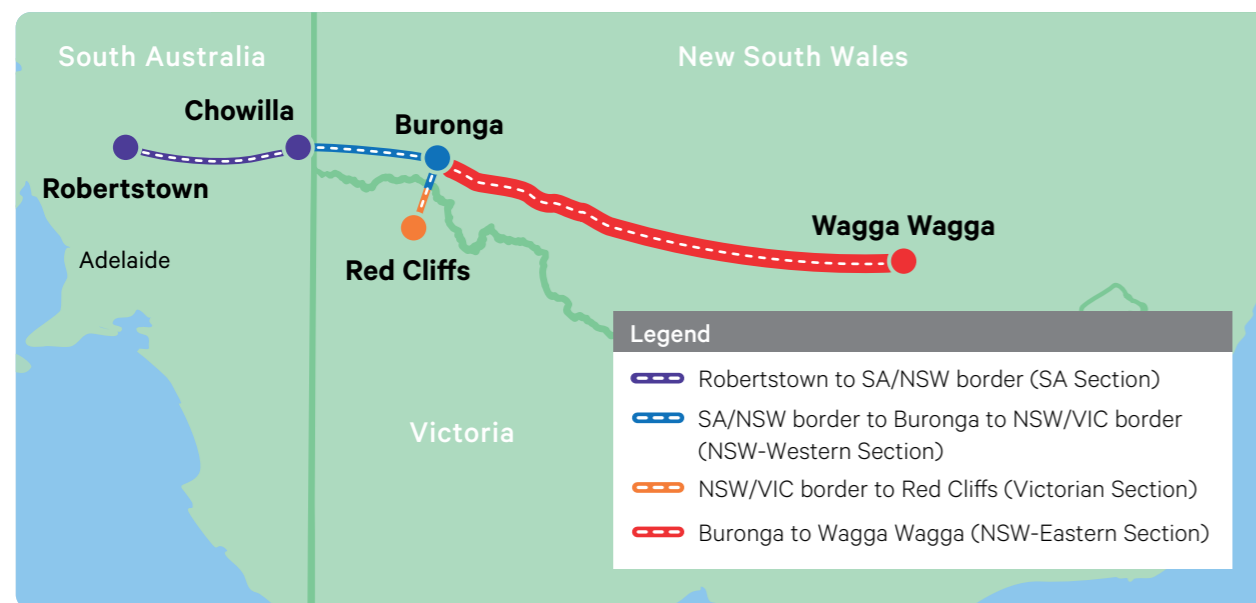 South Australia
New South Wales
Chowilla
Buronga
Robertstown
Wagga Wagga
Adelaide
Red Cliffs
Legend
Robertstown to SA/NSW border (SA Section)
SA/NSW border to Buronga to NSW/VIC border
(NSW-Western Section)
Victoria
NSW/VIC border to Red Cliffs (Victorian Section)
Buronga to Wagga Wagga (NSW-Eastern Section)